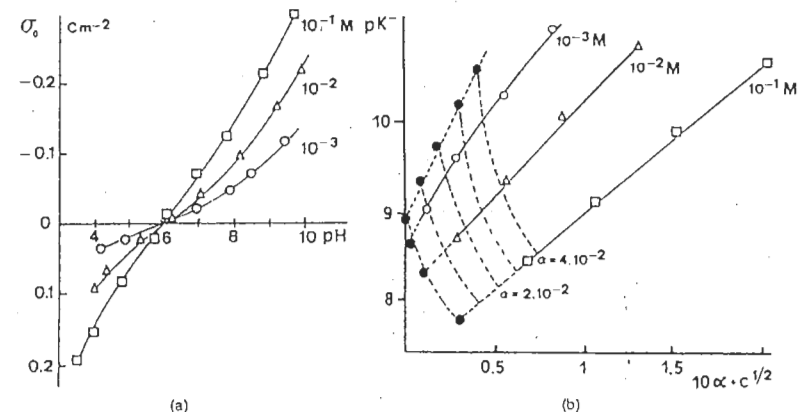 σ₀ Cm⁻²
10⁻¹ M
10⁻²
10⁻³
-0.2
-0.1
0
0.1
0.2
4 6 8 10 pH
(a)
pK⁻
10⁻³ M
10⁻² M
10⁻¹ M
10
9
8
α = 4.10⁻²
α = 2.10⁻²
0.5 1 1.5 2
10 α + c^1/2
(b)